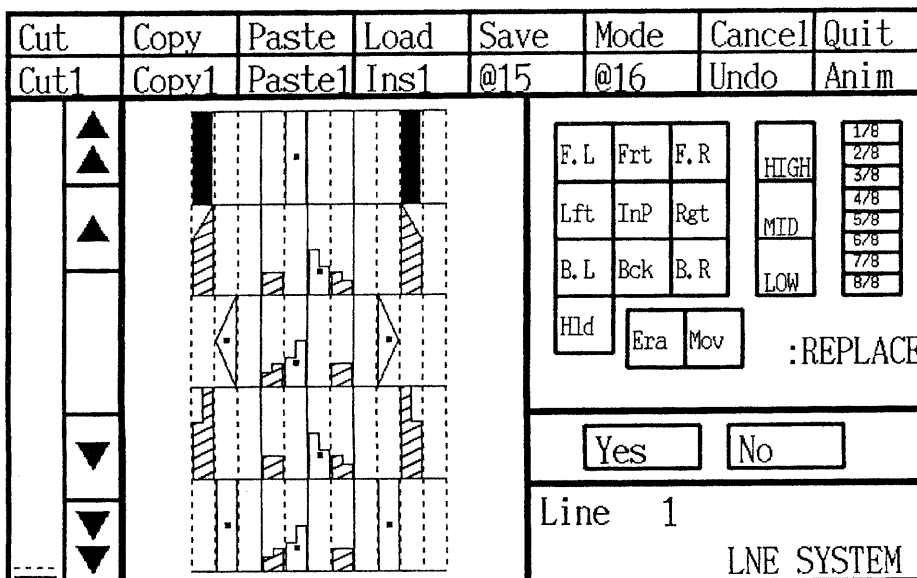 Cut Copy Paste Load Save Mode Cancel Quit
Cut1 Copy1 Paste1 Ins1 @15 @16 Undo Anim
F.L Frt F.R
Lft InP Rgt
B.L Bck B.R
Hld Era Mov
HIGH
MID
LOW
1/8
2/8
3/8
4/8
5/8
6/8
7/8
8/8
:REPLACE
Yes No
Line 1
LNE SYSTEM